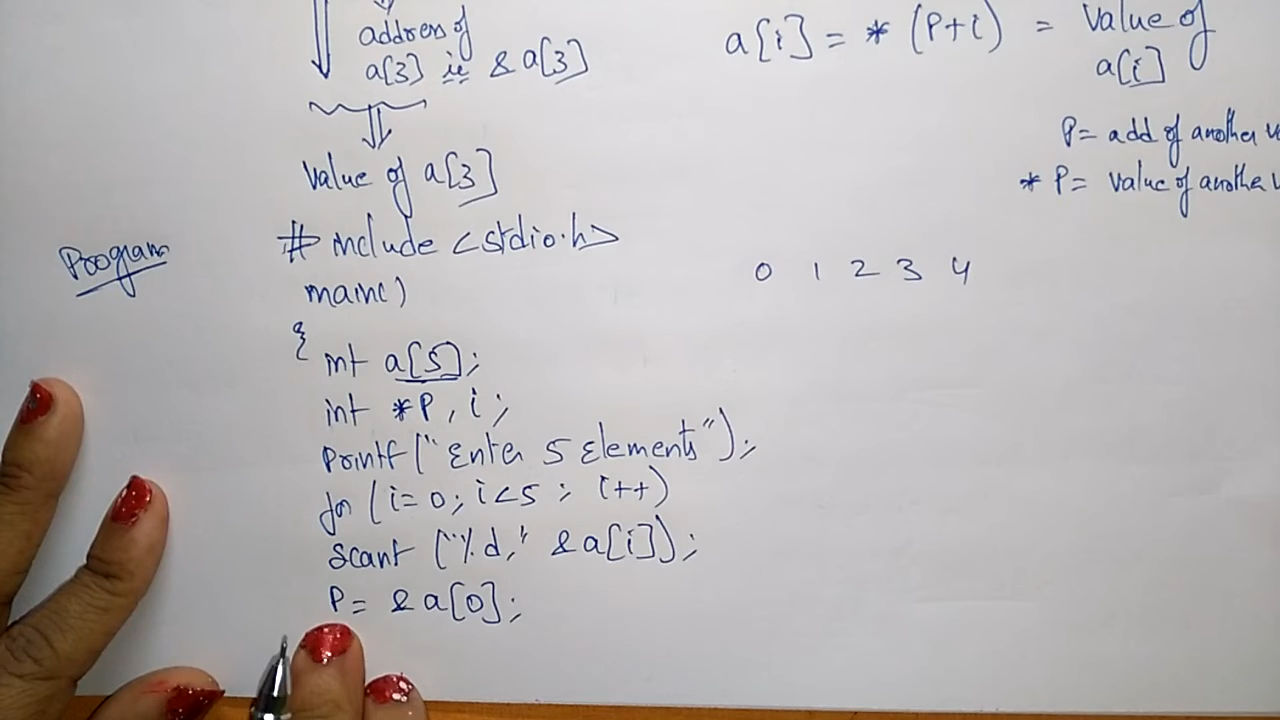 address of
a[3] ie & a[3]
value of a[3]
a[i] = * (P+i) = value of
a[i]
P = add of another
* P = value of another
Program
# include <stdio.h>
main()
{
int a[5];
int *P, i;
Printf("Enter 5 Elements");
for (i=0; i<5; i++)
Scanf ("%d," &a[i]);
P = &a[0];
0 1 2 3 4